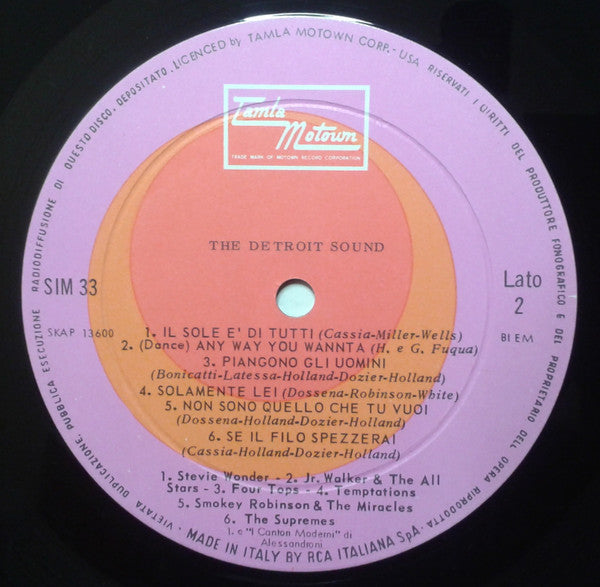 DUPLICAZIONE, PUBBLICA ESECUZIONE RADIODIFFUSIONE DI QUESTO DISCO. DEPOSITATO. LICENCED by TAMLA MOTOWN CORP. - USA RISERVATI I DIRITTI DEL PRODUTTORE FONOGRAFICO E DEL PROPRIETARIO DELL'OPERA RIPRODOTTA - VIETATA
Tamla
Motown
TRADE MARK OF MOTOWN RECORD CORPORATION
THE DETROIT SOUND
SIM 33
Lato
2
SKAP 13600
BIEM
1. IL SOLE E' DI TUTTI (Cassia-Miller-Wells)
2. (Dance) ANY WAY YOU WANNTA (H. e G. Fuqua)
3. PIANGONO GLI UOMINI
(Bonicatti-Latessa-Holland-Dozier-Holland)
4. SOLAMENTE LEI (Dossena-Robinson-White)
5. NON SONO QUELLO CHE TU VUOI
(Dossena-Holland-Dozier-Holland)
6. SE IL FILO SPEZZERAI
(Cassia-Holland-Dozier-Holland)
1. Stevie Wonder - 2. Jr. Walker & The All
Stars - 3. Four Tops - 4. Temptations
5. Smokey Robinson & The Miracles
6. The Supremes
1. e "I Cantori Moderni" di
Alessandroni
MADE IN ITALY BY RCA ITALIANA SpA